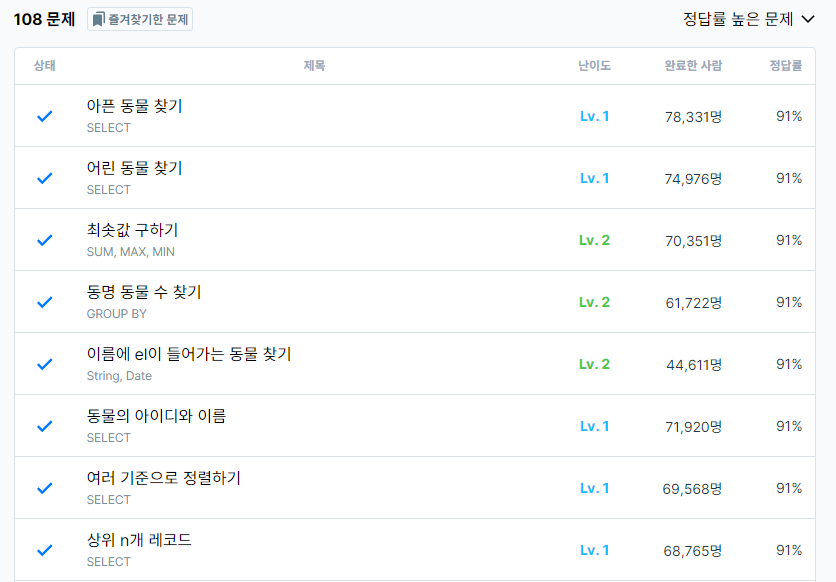 108 문제 즐겨찾기한 문제 정답률 높은 문제
상태 제목 난이도 완료한 사람 정답률
아픈 동물 찾기
SELECT
Lv. 1 78,331명 91%
어린 동물 찾기
SELECT
Lv. 1 74,976명 91%
최솟값 구하기
SUM, MAX, MIN
Lv. 2 70,351명 91%
동명 동물 수 찾기
GROUP BY
Lv. 2 61,722명 91%
이름에 el이 들어가는 동물 찾기
String, Date
Lv. 2 44,611명 91%
동물의 아이디와 이름
SELECT
Lv. 1 71,920명 91%
여러 기준으로 정렬하기
SELECT
Lv. 1 69,568명 91%
상위 n개 레코드
SELECT
Lv. 1 68,765명 91%